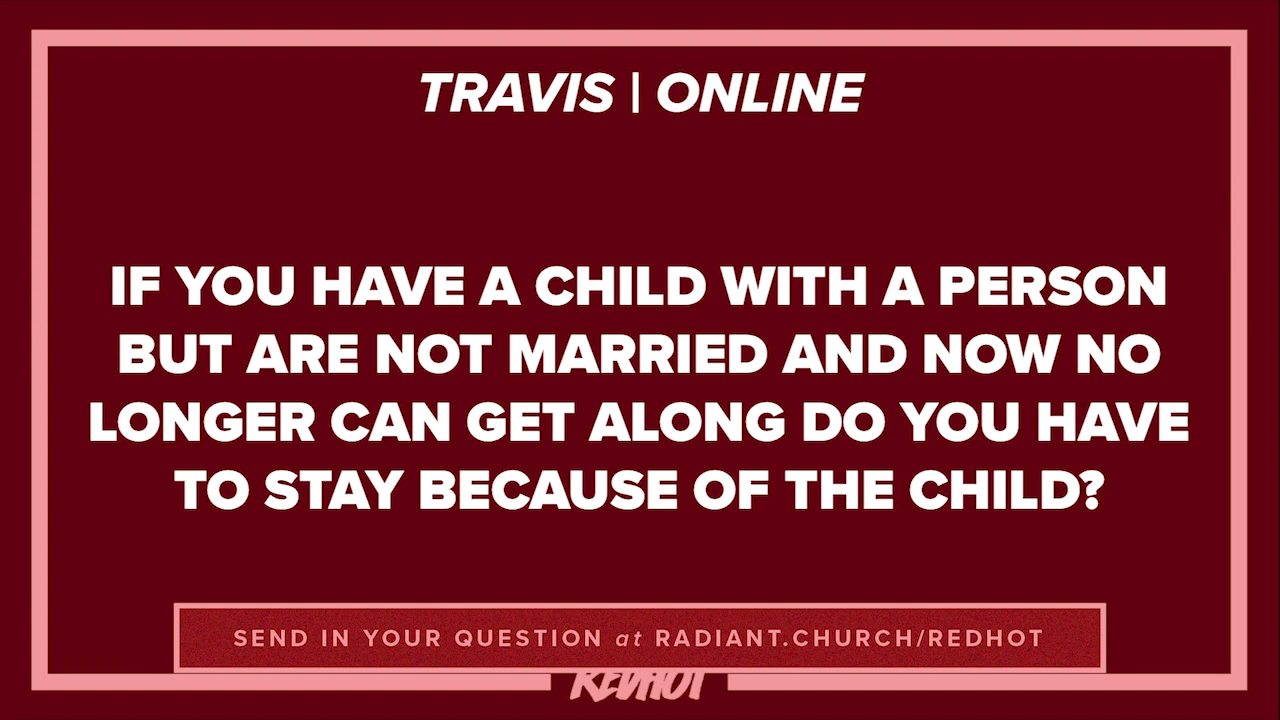 TRAVIS | ONLINE
IF YOU HAVE A CHILD WITH A PERSON
BUT ARE NOT MARRIED AND NOW NO
LONGER CAN GET ALONG DO YOU HAVE
TO STAY BECAUSE OF THE CHILD?
SEND IN YOUR QUESTION at RADIANT.CHURCH/REDHOT
REDHOT